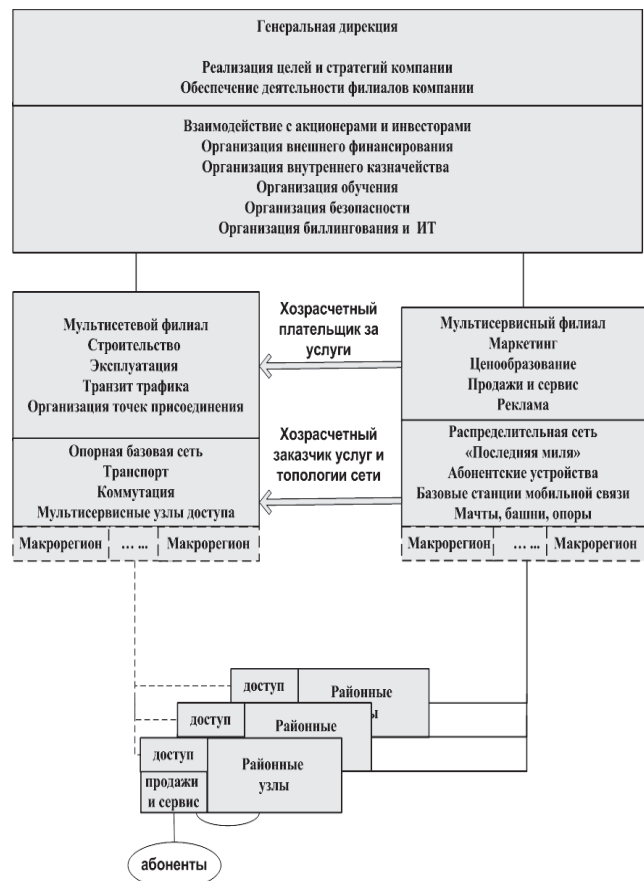 Генеральная дирекция
Реализация целей и стратегий компании
Обеспечение деятельности филиалов компании
Взаимодействие с акционерами и инвесторами
Организация внешнего финансирования
Организация внутреннего казначейства
Организация обучения
Организация безопасности
Организация биллингования и ИТ
Мультисетевой филиал
Строительство
Эксплуатация
Транзит трафика
Организация точек присоединения
Опорная базовая сеть
Транспорт
Коммутация
Мультисервисные узлы доступа
Макрорегион
... ...
Макрорегион
Хозрасчетный
плательщик за
услуги
Хозрасчетный
заказчик услуг и
топологии сети
Мультисервисный филиал
Маркетинг
Ценообразование
Продажи и сервис
Реклама
Распределительная сеть
«Последняя миля»
Абонентские устройства
Базовые станции мобильной связи
Мачты, башни, опоры
Макрорегион
... ...
Макрорегион
доступ
Районные
доступ
Районные
доступ
Районные
узлы
продажи
и сервис
абоненты